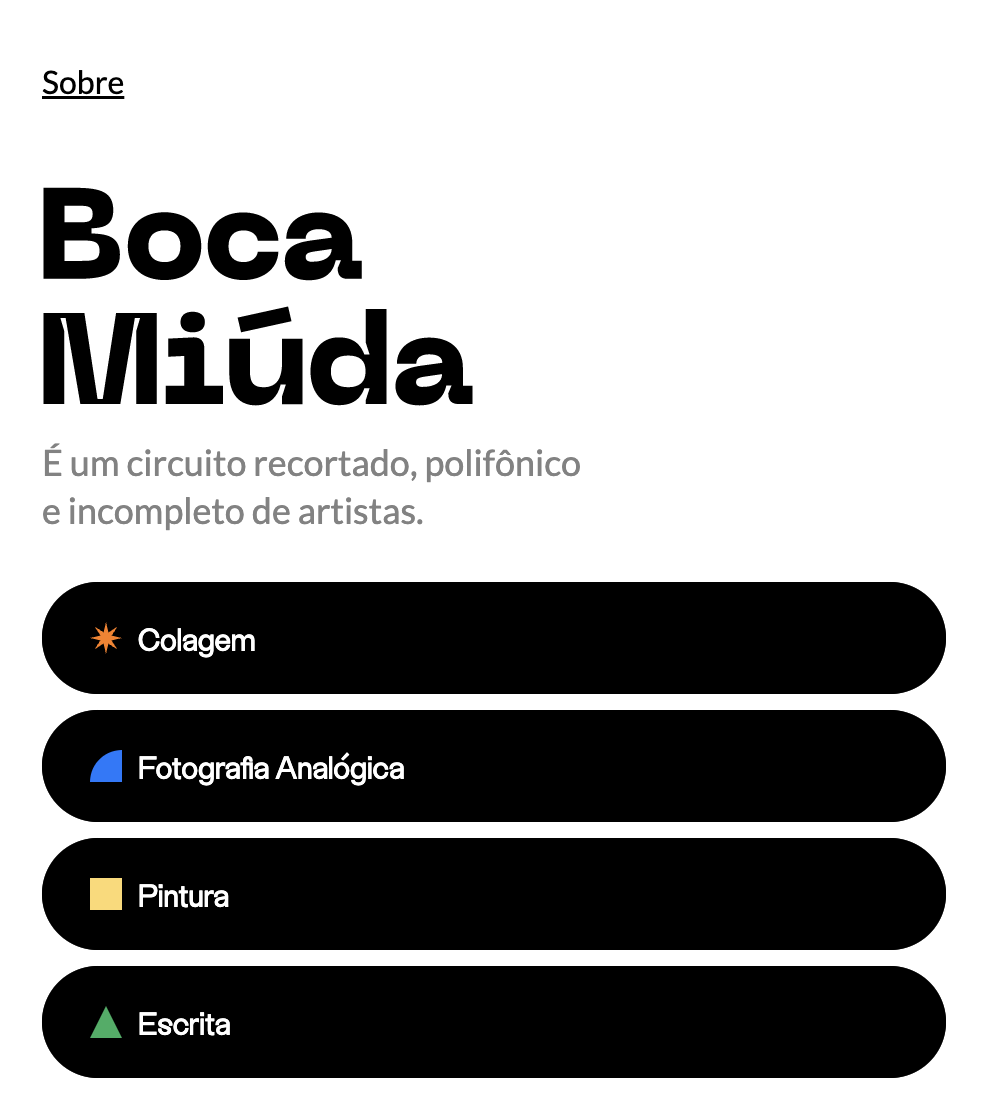 Sobre
Boca
Miúda
É um circuito recortado, polifônico
e incompleto de artistas.
Colagem
Fotografia Analógica
Pintura
Escrita